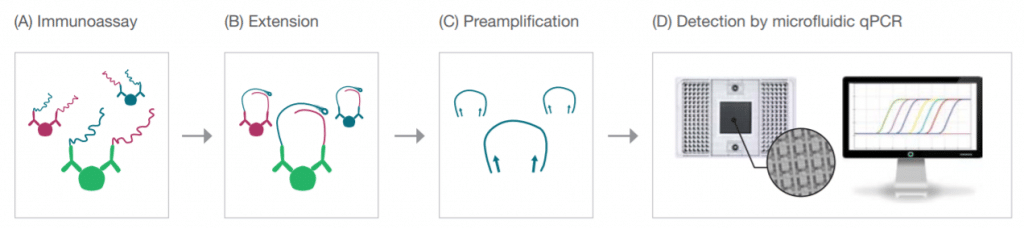 (A) Immunoassay
(B) Extension
(C) Preamplification
(D) Detection by microfluidic qPCR